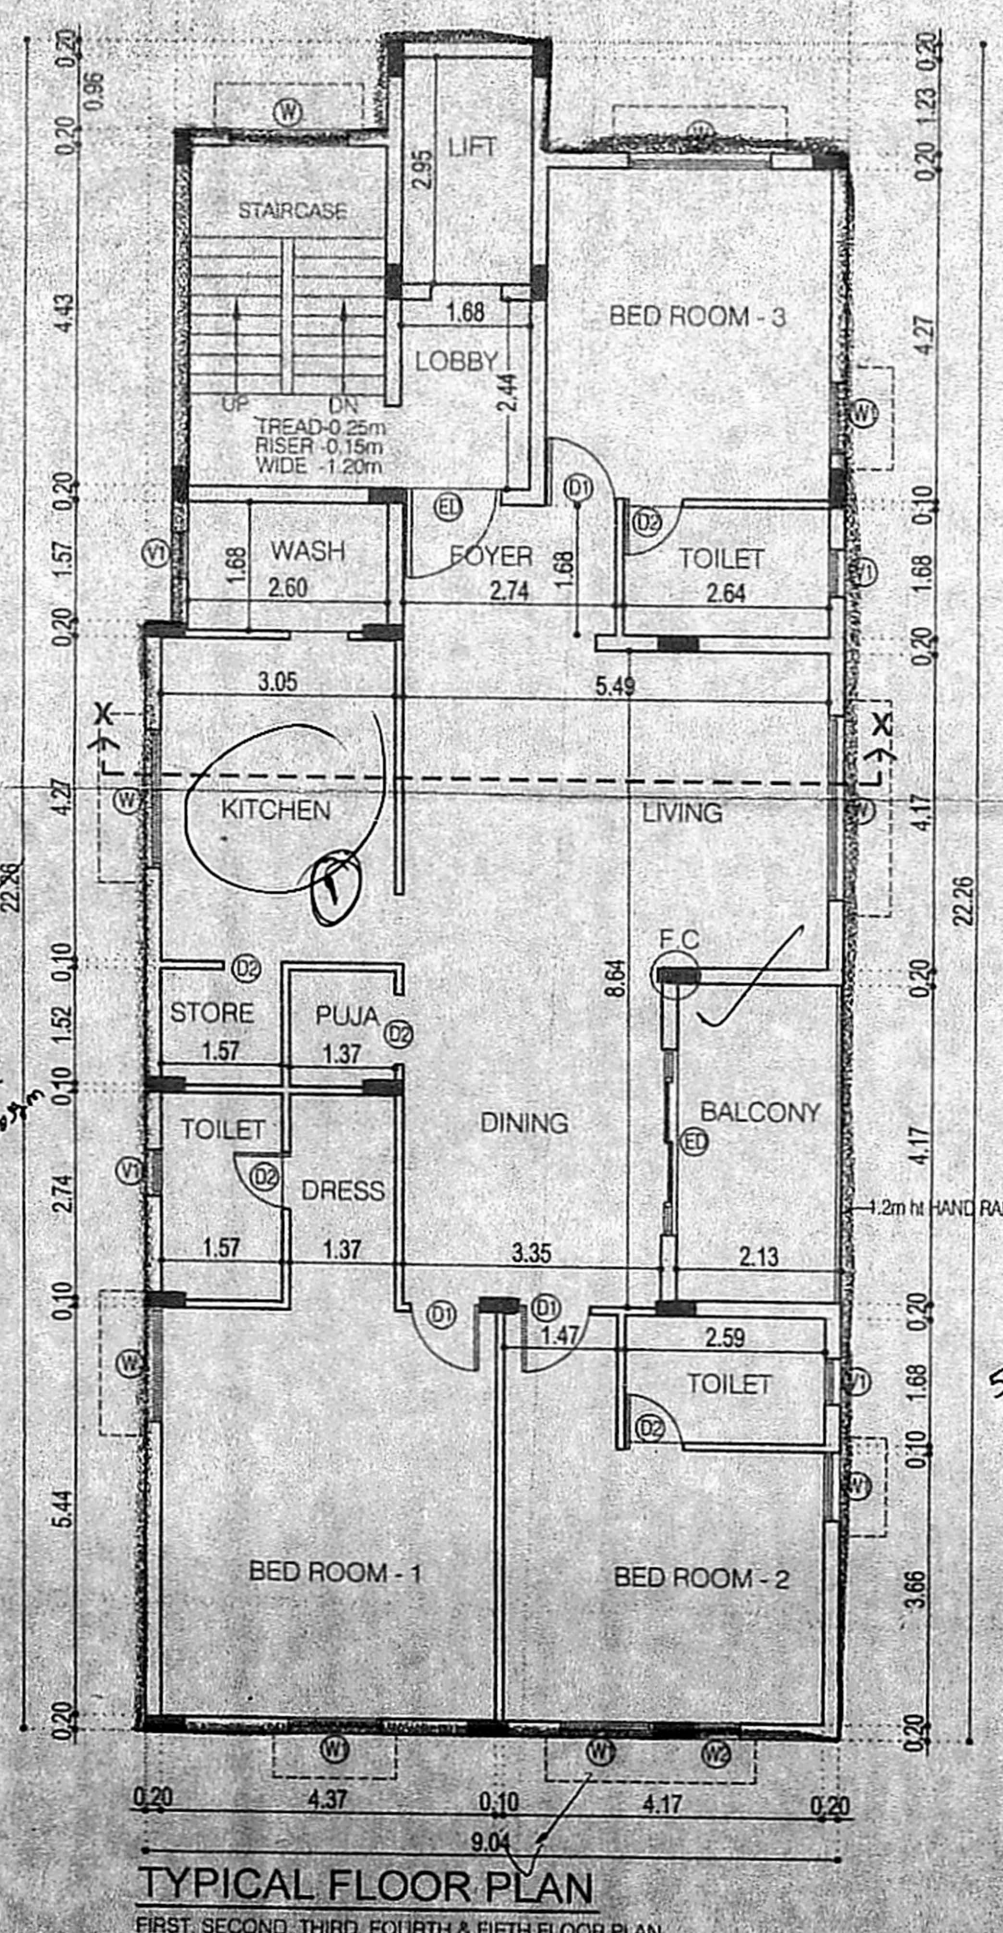 0.20
0.96
0.20
4.43
0.20
1.57
0.20
4.27
0.10
1.52
0.10
2.74
0.10
5.44
0.20
22.26
0.20
1.23
0.20
4.27
0.10
1.68
0.20
4.17
0.20
4.17
0.20
1.68
0.10
3.66
0.20
22.26
W
W
LIFT
2.95
STAIRCASE
BED ROOM - 3
1.68
LOBBY
2.44
W1
UP DN
TREAD-0.25m
RISER -0.15m
WIDE -1.20m
ED
D1
D2
V1
WASH
1.68
2.60
FOYER
2.74
1.68
TOILET
2.64
V1
3.05
5.49
X
X
KITCHEN
LIVING
W
W
1
F.C
8.64
D2
STORE
1.57
PUJA
1.37
D2
DINING
BALCONY
ED
TOILET
V1
D2
DRESS
1.57
1.37
3.35
2.13
1.2m ht HAND RA
D1
D1
1.47
2.59
TOILET
V1
D2
W
W1
BED ROOM - 1
BED ROOM - 2
W1
W1
W2
0.20 4.37 0.10 4.17 0.20
9.04
TYPICAL FLOOR PLAN
FIRST, SECOND, THIRD, FOURTH & FIFTH FLOOR PLAN